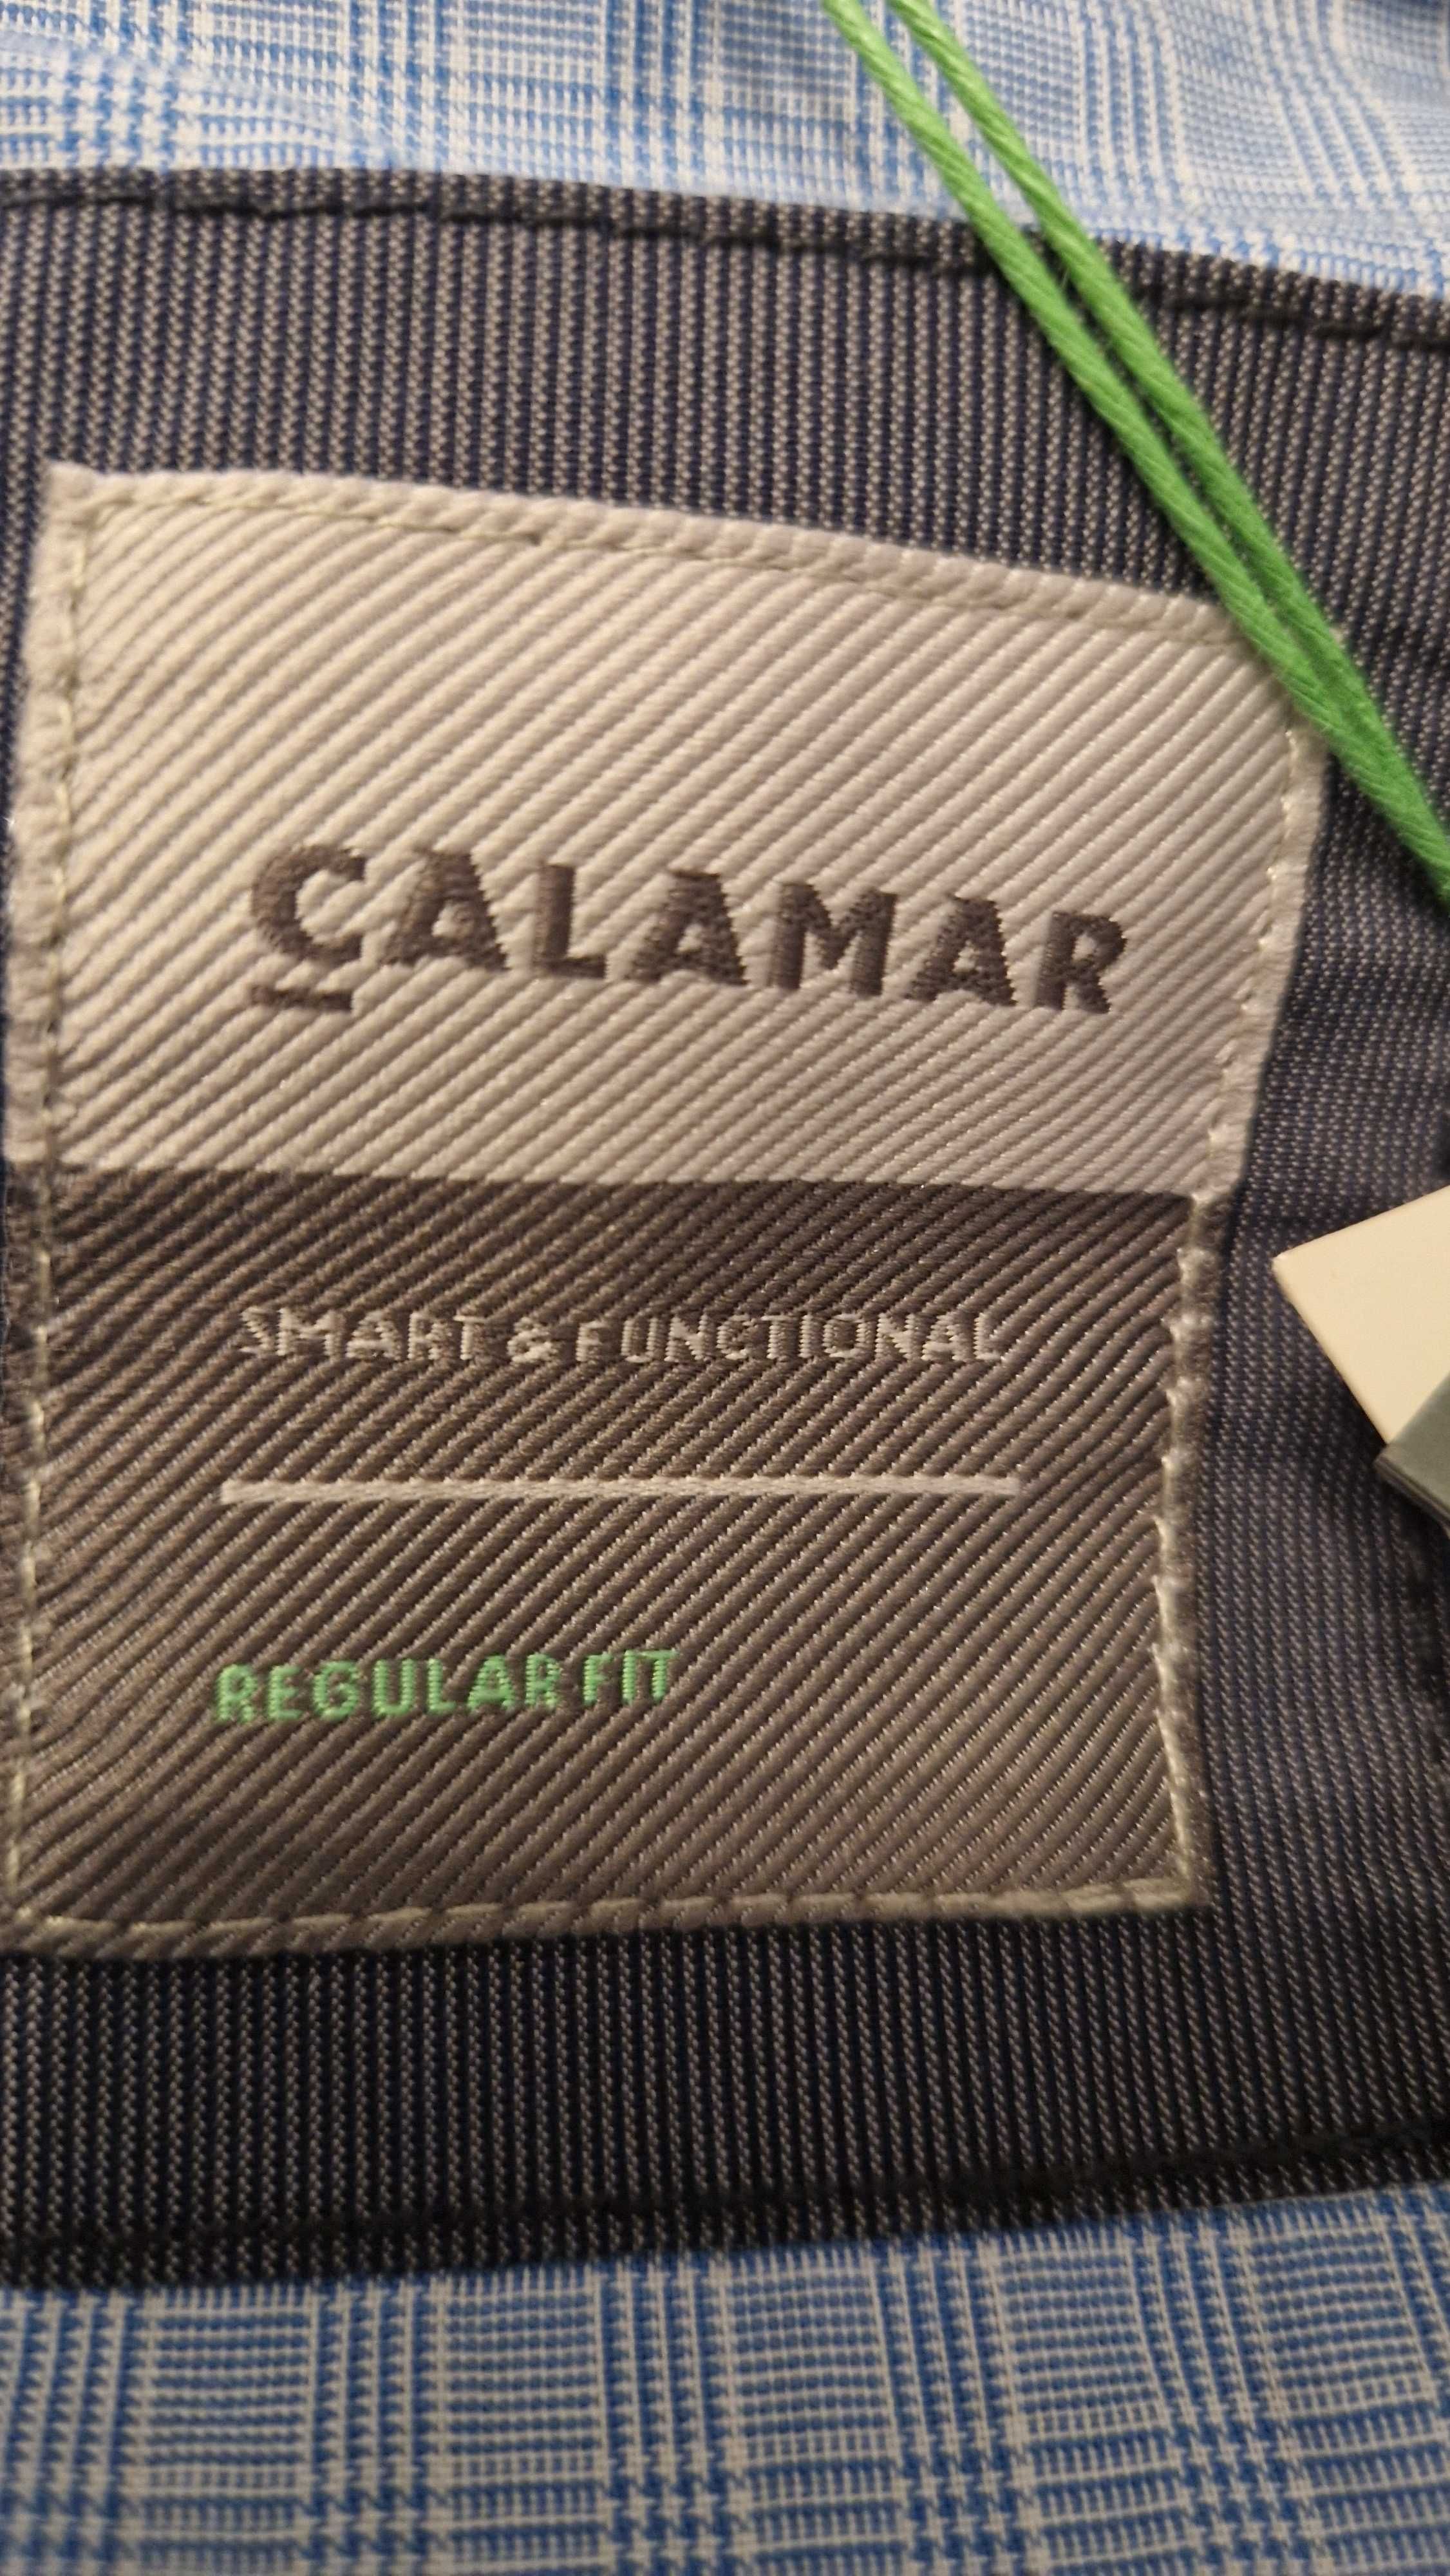 CALAMAR
SMART & FUNCTIONAL
REGULAR FIT